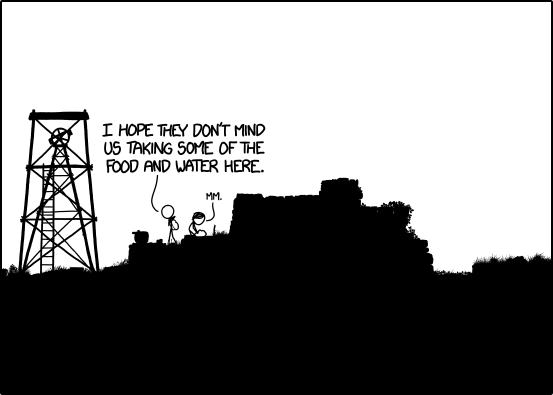 I HOPE THEY DON'T MIND
US TAKING SOME OF THE
FOOD AND WATER HERE.
MM.